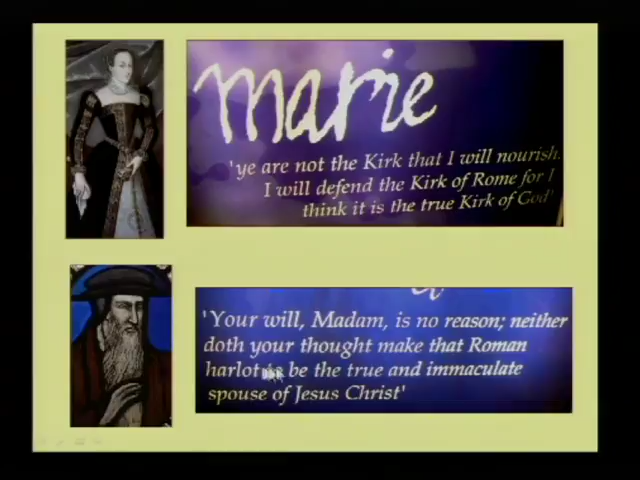 marie
'ye are not the Kirk that I will nourish.
I will defend the Kirk of Rome for I
think it is the true Kirk of God'
'Your will, Madam, is no reason; neither
doth your thought make that Roman
harlot to be the true and immaculate
spouse of Jesus Christ'